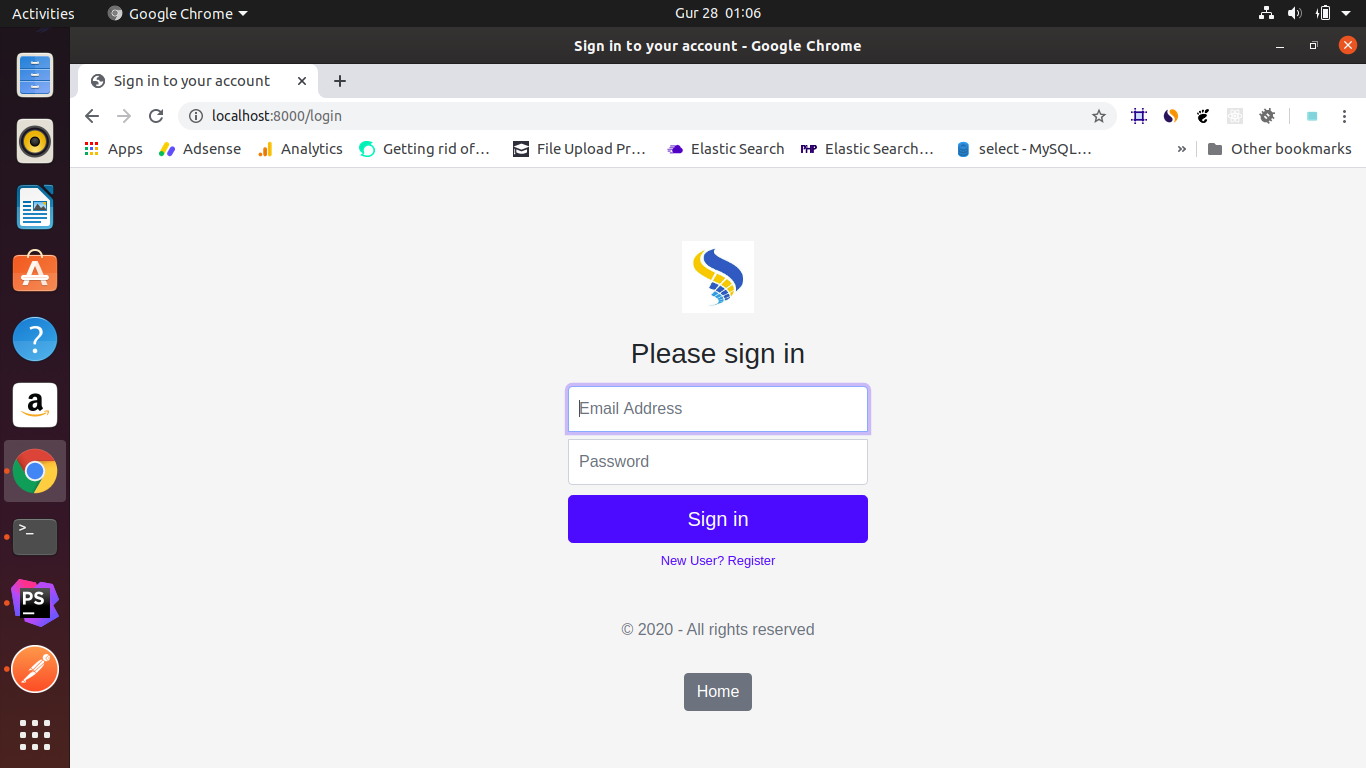 Activities Google Chrome Gur 28 01:06
Sign in to your account - Google Chrome
Sign in to your account
localhost:8000/login
Apps Adsense Analytics Getting rid of… File Upload Pr… Elastic Search PHP Elastic Search… select - MySQL… » Other bookmarks
Please sign in
Email Address
Password
Sign in
New User? Register
© 2020 - All rights reserved
Home
?
a
>_
PS